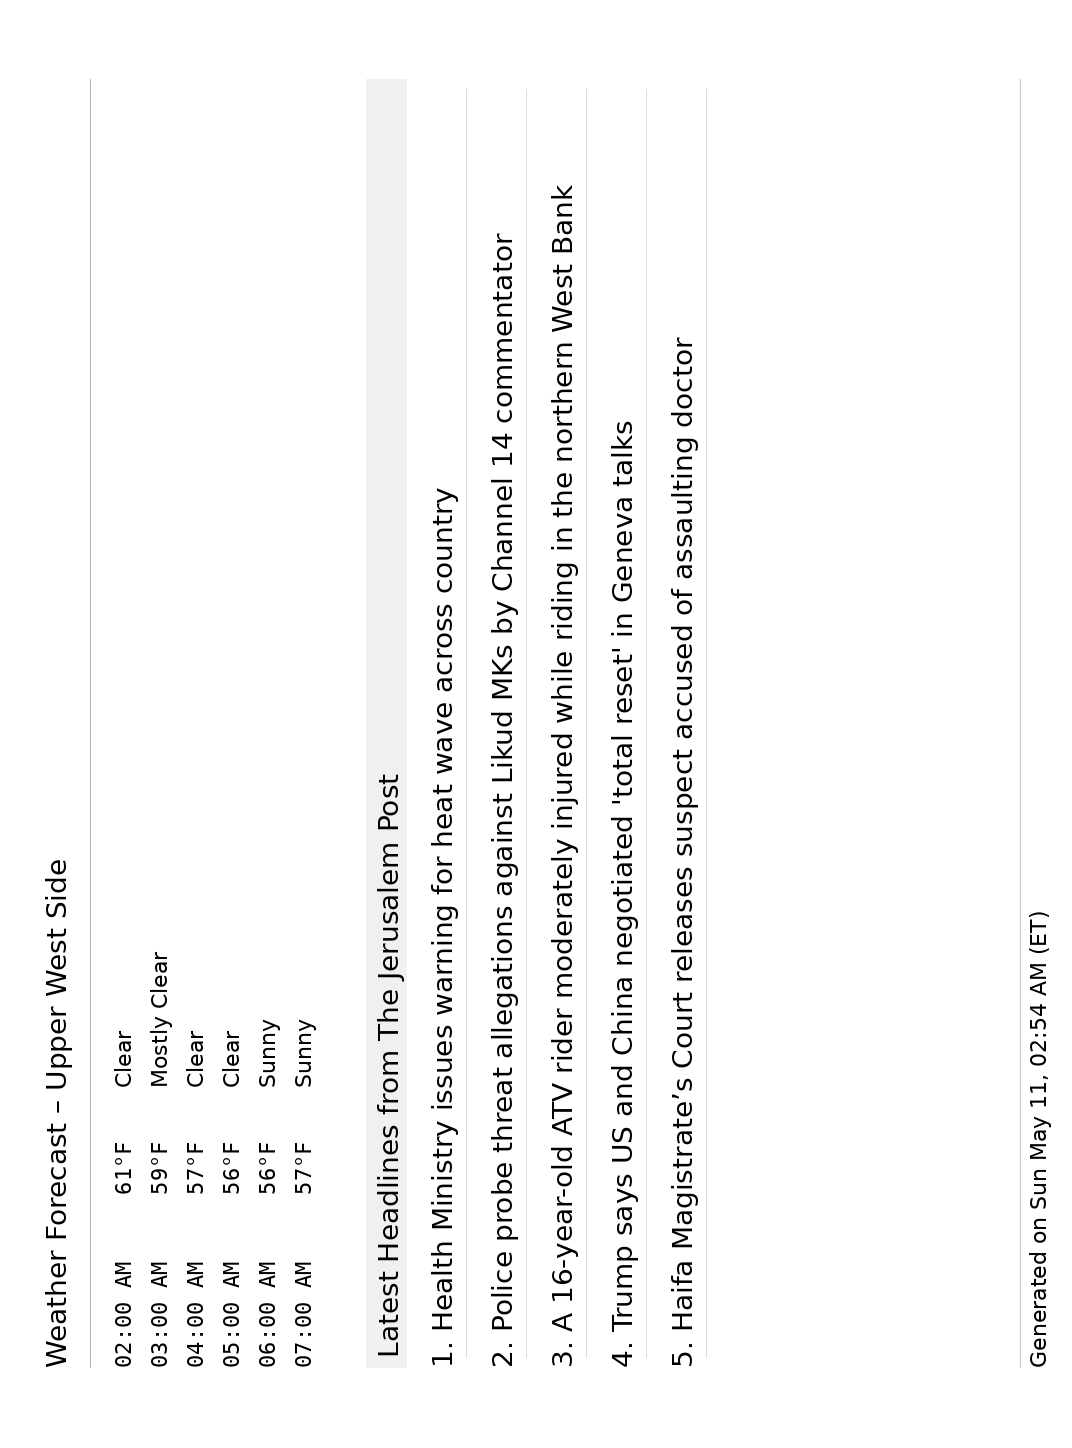 Weather Forecast – Upper West Side
02:00 AM 61°F Clear
03:00 AM 59°F Mostly Clear
04:00 AM 57°F Clear
05:00 AM 56°F Clear
06:00 AM 56°F Sunny
07:00 AM 57°F Sunny
Latest Headlines from The Jerusalem Post
1. Health Ministry issues warning for heat wave across country
2. Police probe threat allegations against Likud MKs by Channel 14 commentator
3. A 16-year-old ATV rider moderately injured while riding in the northern West Bank
4. Trump says US and China negotiated 'total reset' in Geneva talks
5. Haifa Magistrate’s Court releases suspect accused of assaulting doctor
Generated on Sun May 11, 02:54 AM (ET)